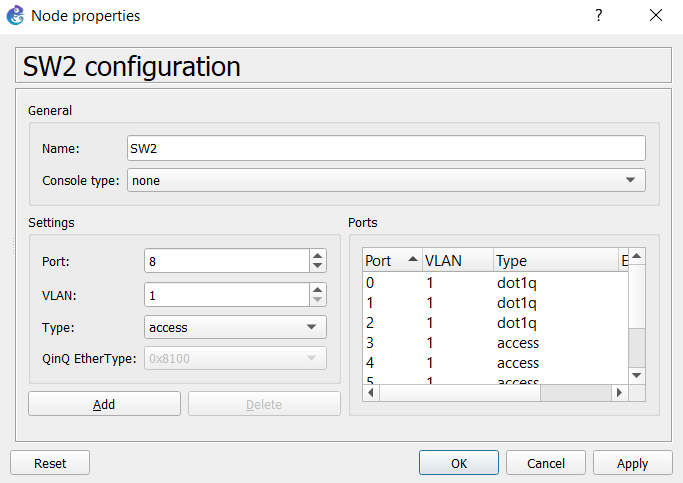 Node properties
?
SW2 configuration
General
Name: SW2
Console type: none
Settings
Port: 8
VLAN: 1
Type: access
QinQ EtherType: 0x8100
Add Delete
Ports
Port VLAN Type E
0 1 dot1q
1 1 dot1q
2 1 dot1q
3 1 access
4 1 access
5 1 access
Reset OK Cancel Apply